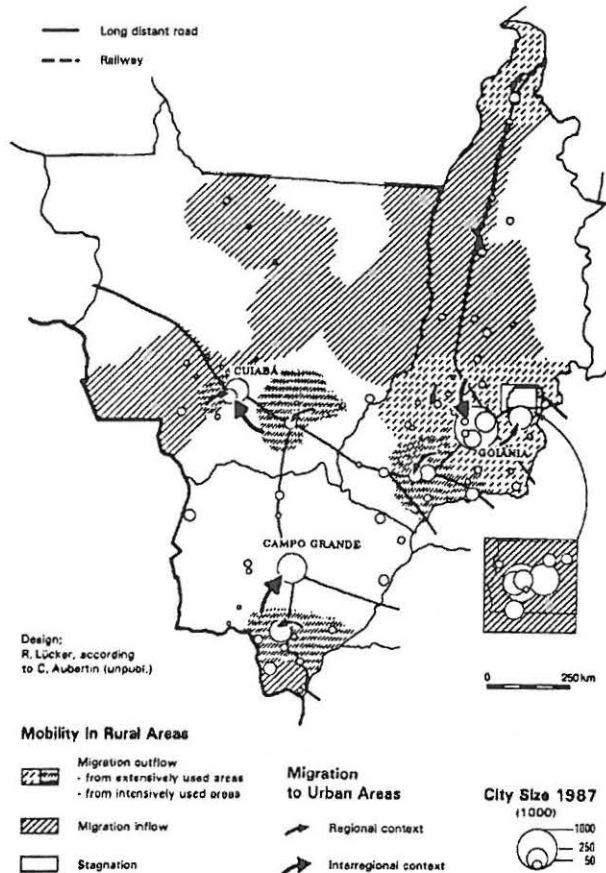 Long distant road
Railway
CUIABÁ
GOIÂNIA
CAMPO GRANDE
Design:
R. Lücker, according
to C. Aubertin (unpubl.)
0 250 km
Mobility In Rural Areas
Migration outflow
- from extensively used areas
- from intensively used areas
Migration inflow
Stagnation
Migration
to Urban Areas
Regional context
Interregional context
City Size 1987
(1000)
1000
250
50